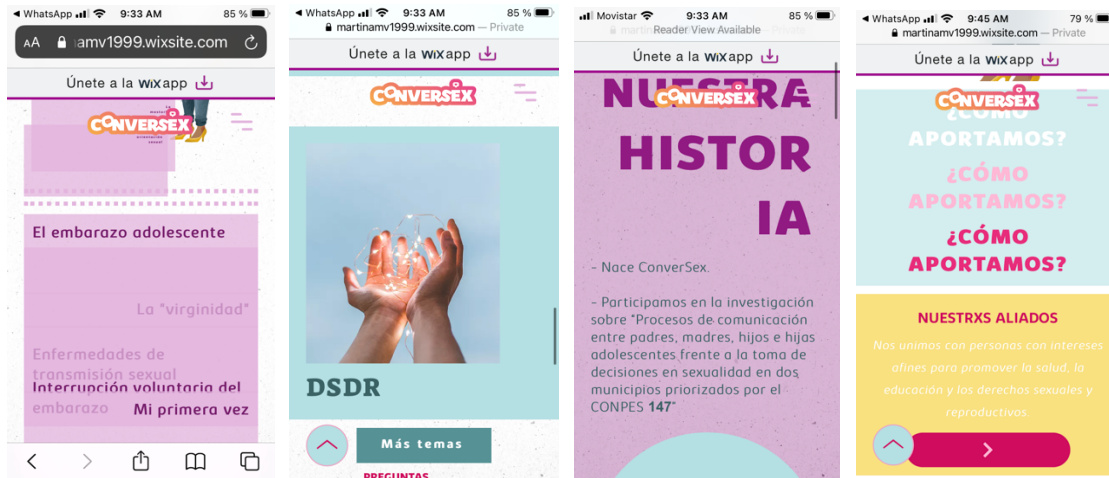 WhatsApp 9:33 AM 85 %
AA amv1999.wixsite.com
Únete a la WiX app
CONVERSEX
El embarazo adolescente
La "virginidad"
Enfermedades de
transmisión sexual
Interrupción voluntaria del
embarazo
Mi primera vez
WhatsApp 9:33 AM 85 %
martinamv1999.wixsite.com — Private
Únete a la WiX app
CONVERSEX
DSDR
Más temas
PREGUNTAS
Movistar 9:33 AM 85 %
Reader View Available
Únete a la WiX app
NUESTRA
CONVERSEX
HISTOR
IA
- Nace ConverSex.
- Participamos en la investigación
sobre "Procesos de comunicación
entre padres, madres, hijos e hijas
adolescentes frente a la toma de
decisiones en sexualidad en dos
municipios priorizados por el
CONPES 147"
WhatsApp 9:45 AM 79 %
martinamv1999.wixsite.com — Private
Únete a la WiX app
CONVERSEX
¿CÓMO
APORTAMOS?
¿CÓMO
APORTAMOS?
¿CÓMO
APORTAMOS?
NUESTRXS ALIADOS
Nos unimos con personas con intereses
afines para promover la salud, la
educación y los derechos sexuales y
reproductivos.